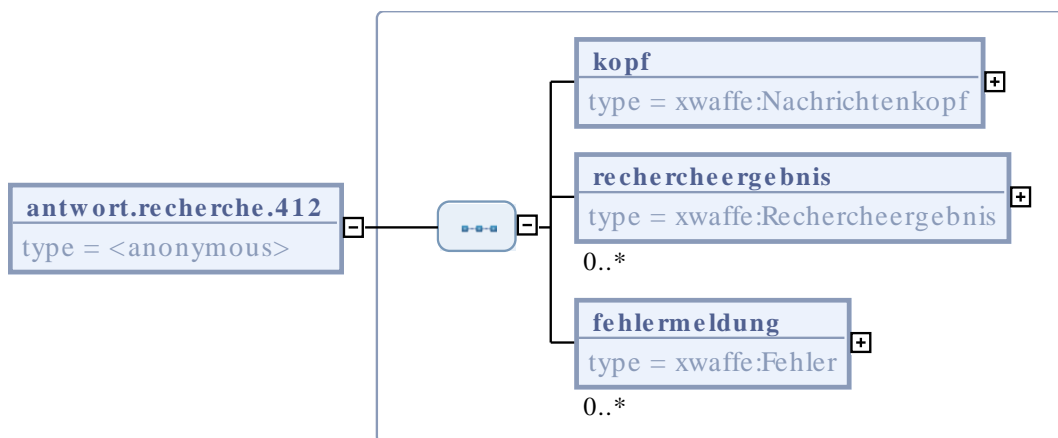 kopf
type = xwaffe:Nachrichtenkopf
antwort.recherche.412
type = <anonymous>
rechercheergebnis
type = xwaffe:Rechercheergebnis
0..*
fehlermeldung
type = xwaffe:Fehler
0..*